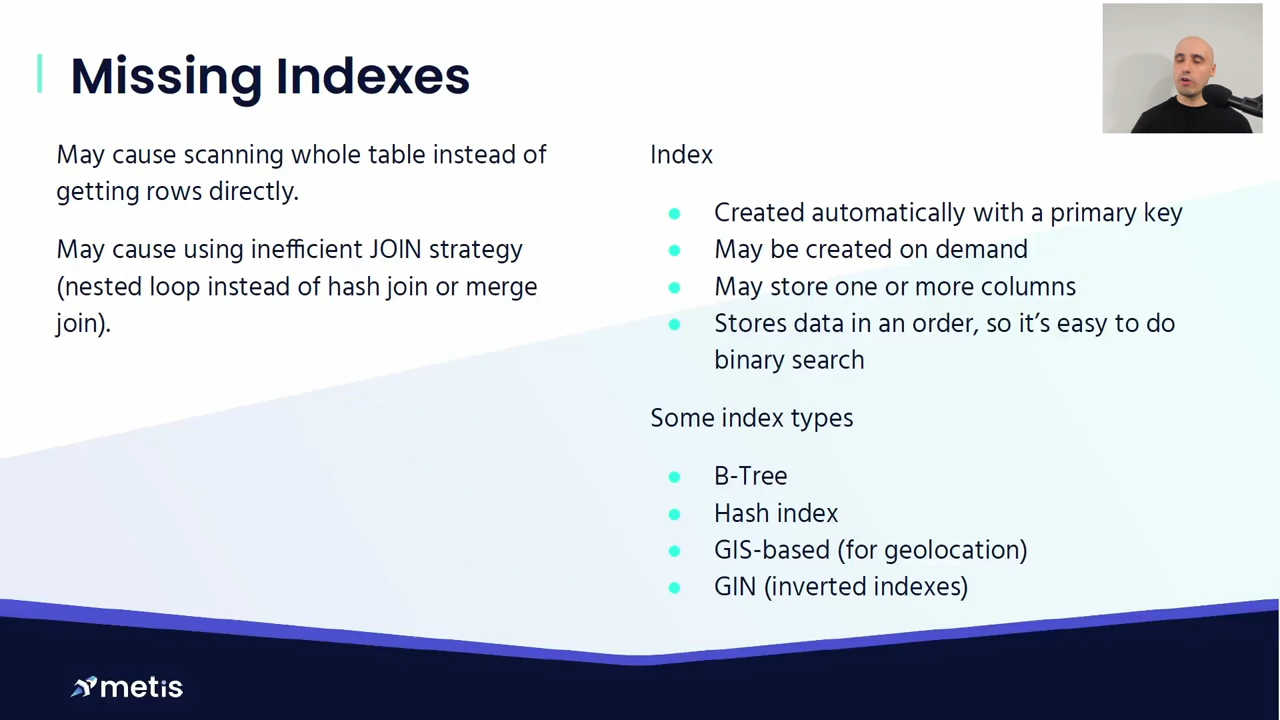 Missing Indexes
May cause scanning whole table instead of
getting rows directly.
May cause using inefficient JOIN strategy
(nested loop instead of hash join or merge
join).
Index
Created automatically with a primary key
May be created on demand
May store one or more columns
Stores data in an order, so it’s easy to do
binary search
Some index types
B-Tree
Hash index
GIS-based (for geolocation)
GIN (inverted indexes)
metis